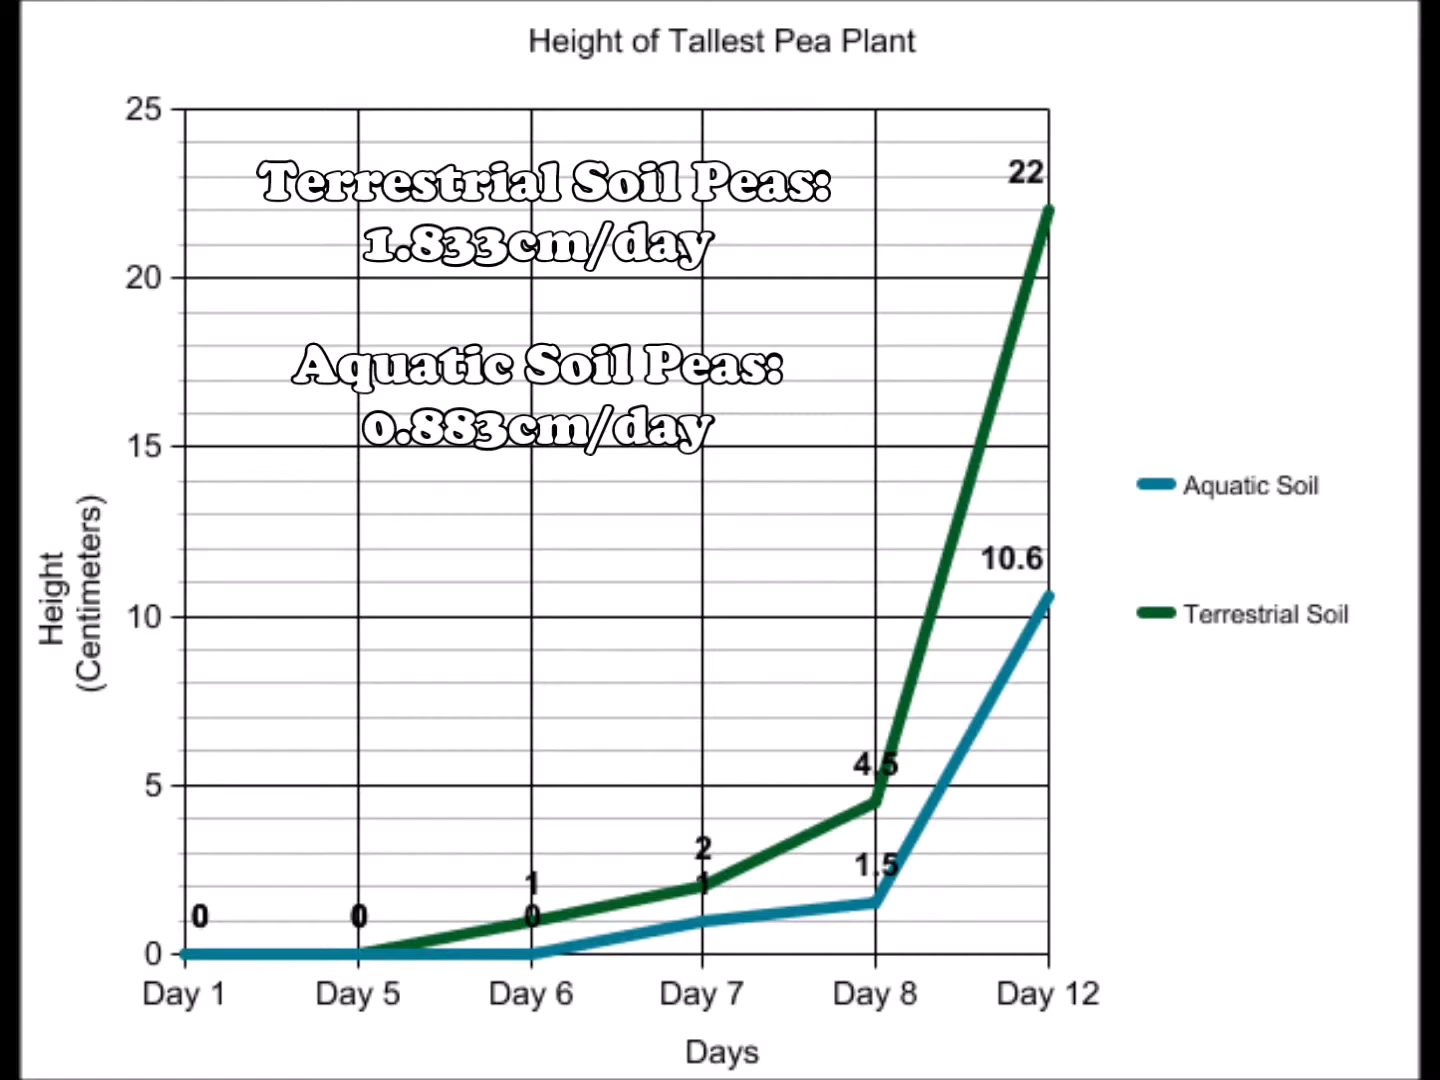 Height of Tallest Pea Plant
25
20
15
10
5
0
Height
(Centimeters)
Terrestrial Soil Peas:
1.833cm/day
Aquatic Soil Peas:
0.883cm/day
22
10.6
4.5
1.5
2
1
1
0
0
0
Day 1 Day 5 Day 6 Day 7 Day 8 Day 12
Days
Aquatic Soil
Terrestrial Soil